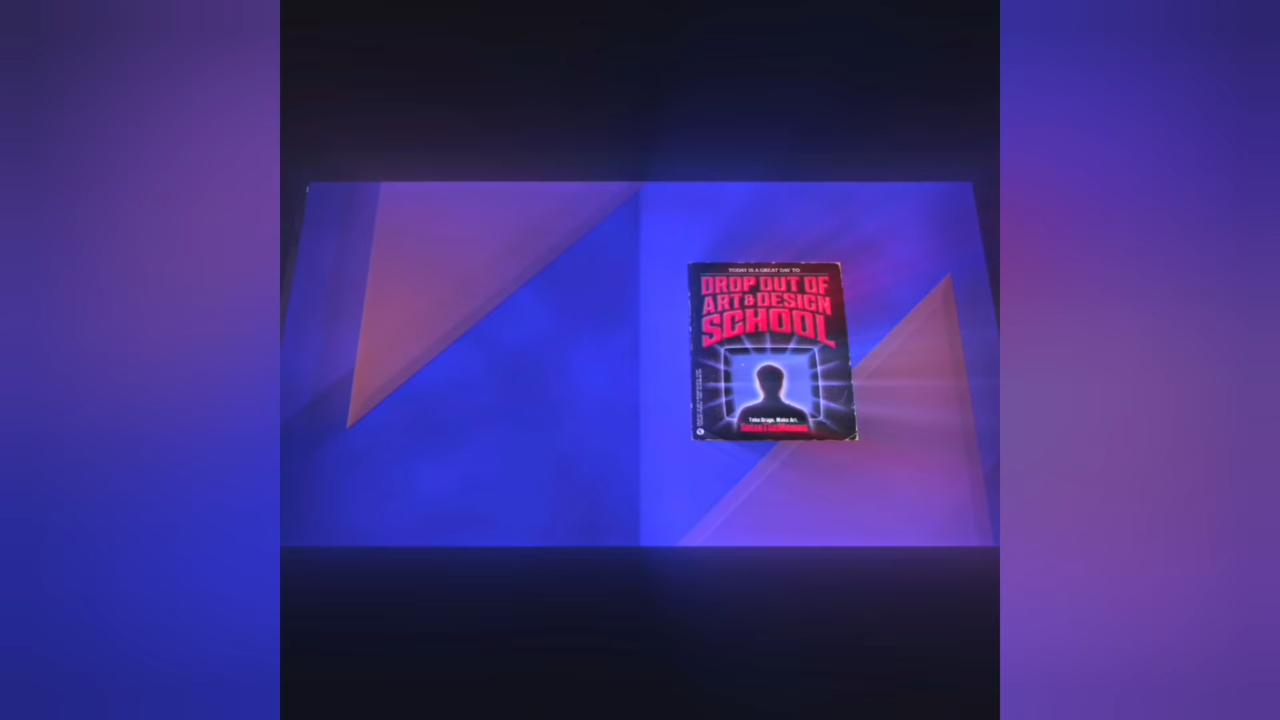 TODAY IS A GREAT DAY TO
DROP OUT OF
ART & DESIGN
SCHOOL
Take Drugs. Make Art.